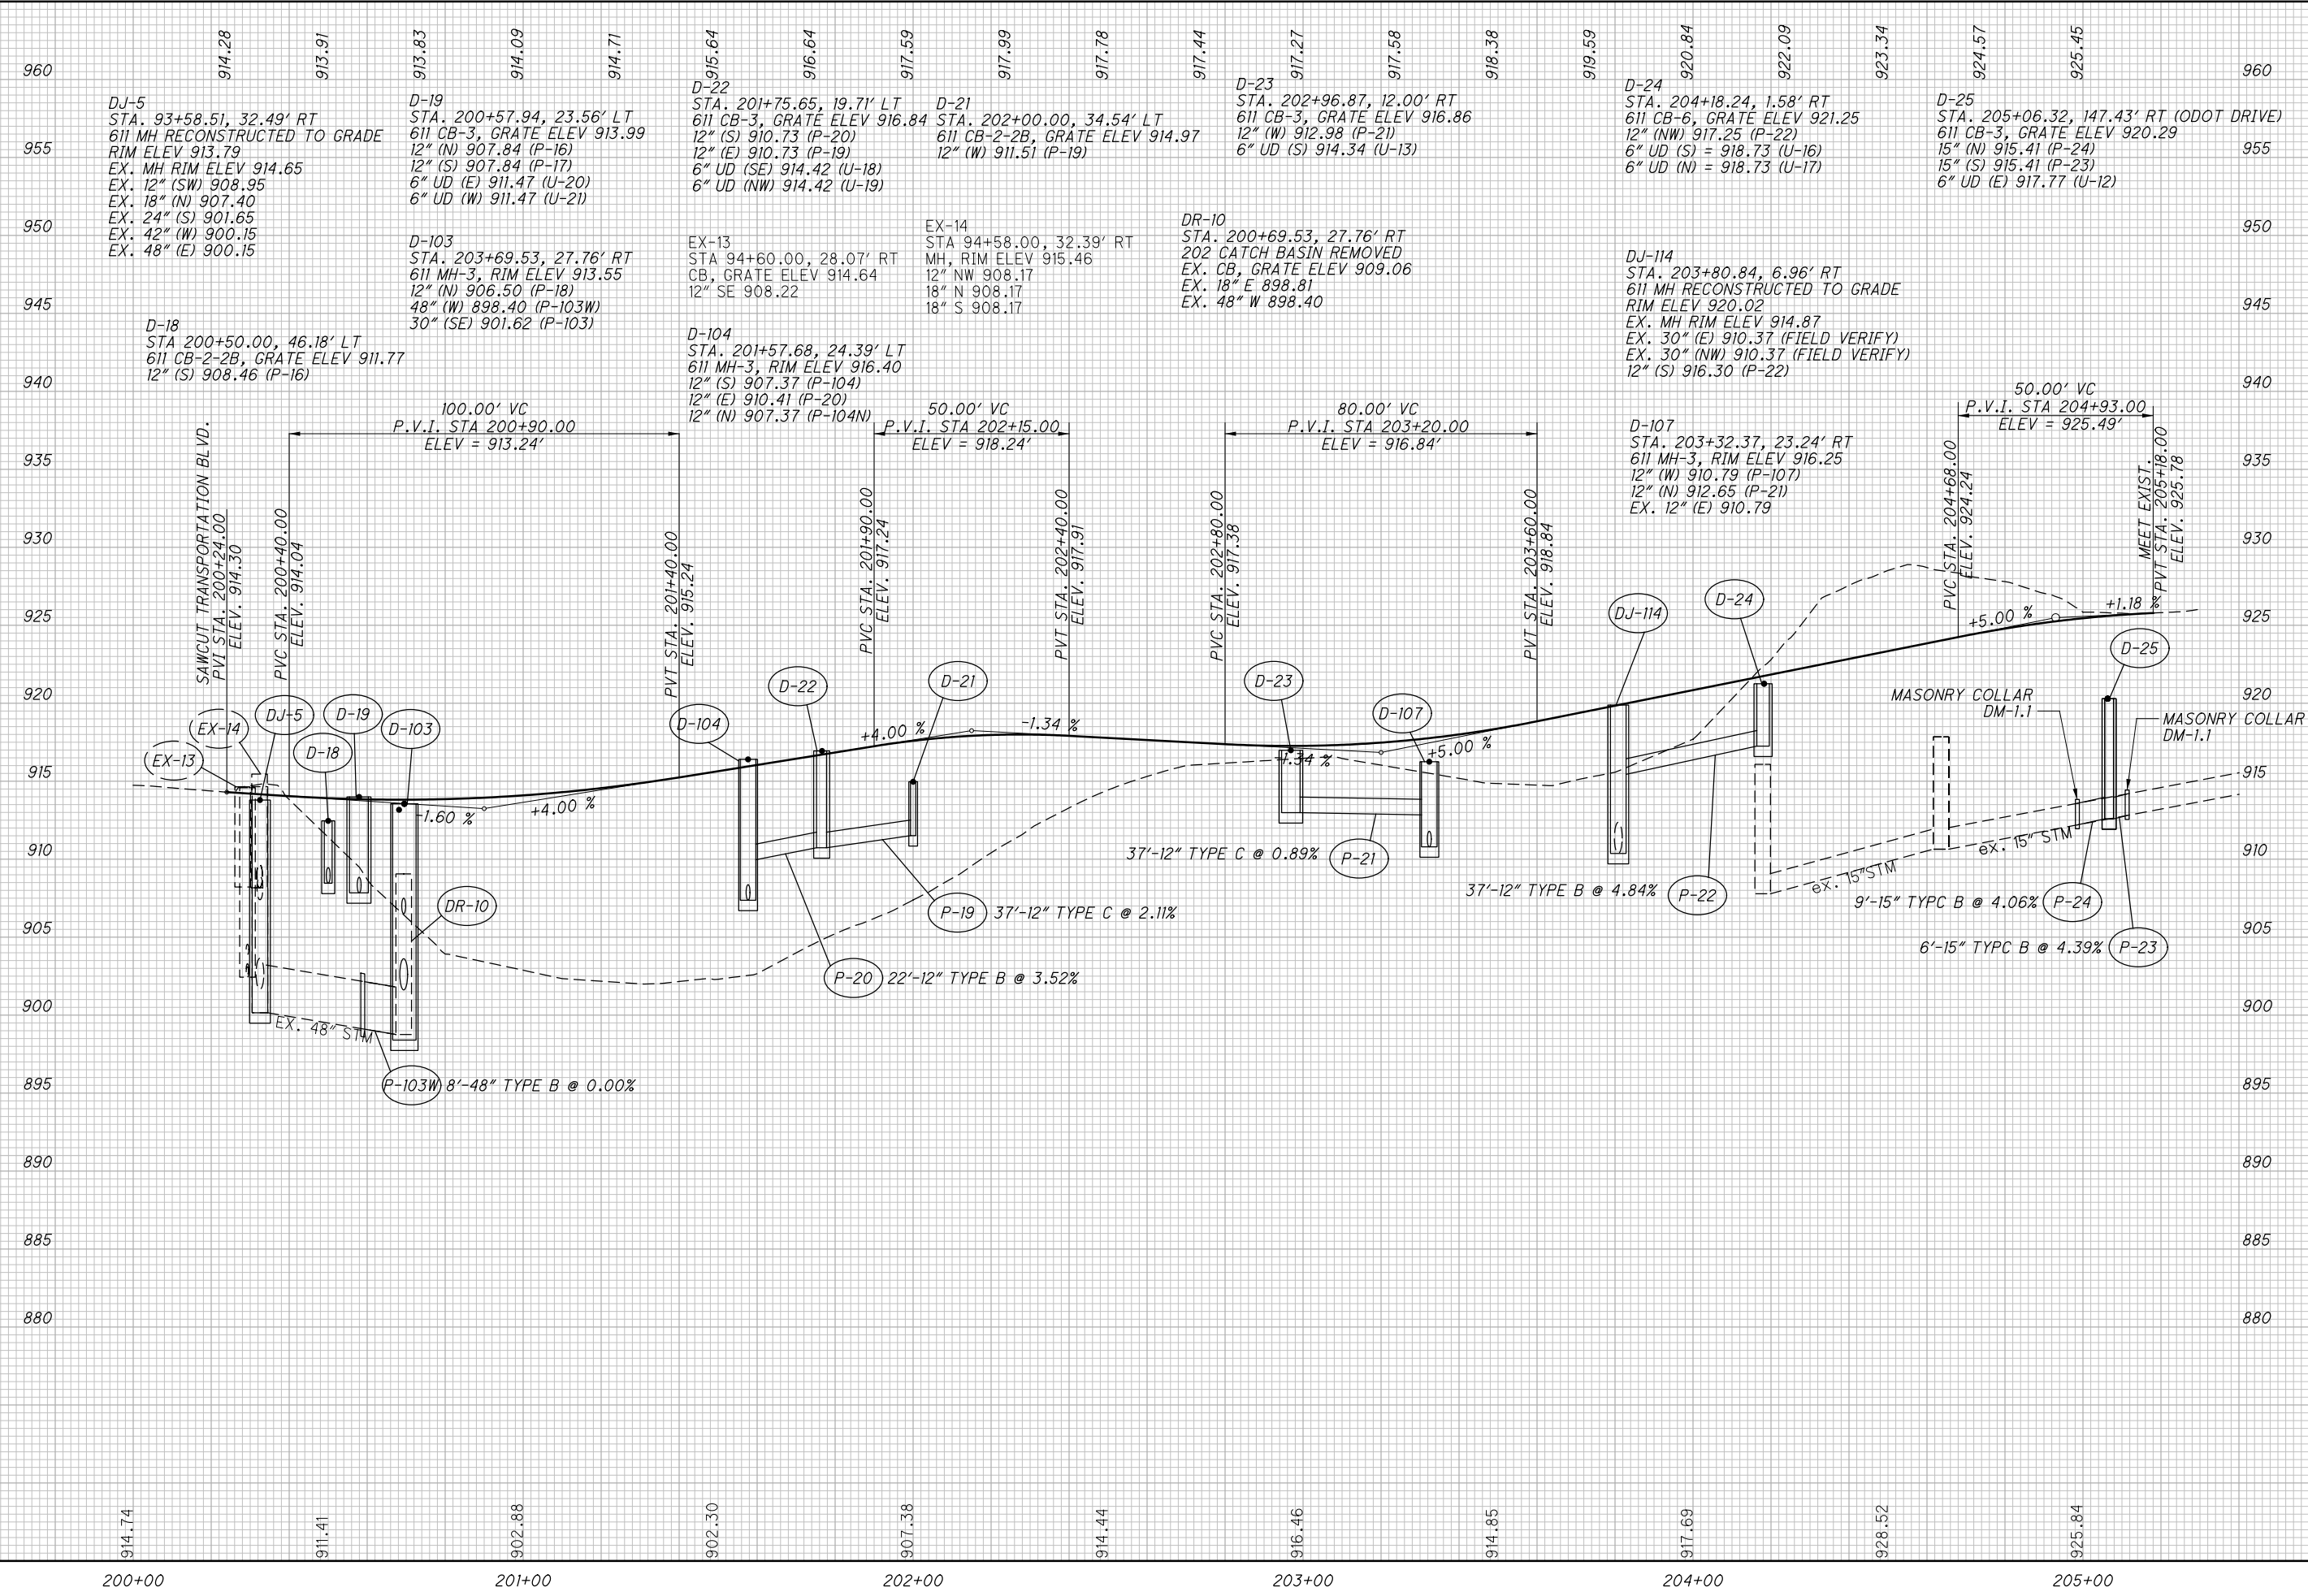 914.28
913.91
913.83
914.09
914.71
915.64
916.64
917.59
917.99
917.78
917.44
917.27
917.58
918.38
919.59
920.84
922.09
923.34
924.57
925.45
960
955
950
945
940
935
930
925
920
915
910
905
900
895
890
885
880
960
955
950
945
940
935
930
925
920
915
910
905
900
895
890
885
880
DJ-5
STA. 93+58.51, 32.49' RT
611 MH RECONSTRUCTED TO GRADE
RIM ELEV 913.79
EX. MH RIM ELEV 914.65
EX. 12" (SW) 908.95
EX. 18" (N) 907.40
EX. 24" (S) 901.65
EX. 42" (W) 900.15
EX. 48" (E) 900.15
D-18
STA 200+50.00, 46.18' LT
611 CB-2-2B, GRATE ELEV 911.77
12" (S) 908.46 (P-16)
D-19
STA. 200+57.94, 23.56' LT
611 CB-3, GRATE ELEV 913.99
12" (N) 907.84 (P-16)
12" (S) 907.84 (P-17)
6" UD (E) 911.47 (U-20)
6" UD (W) 911.47 (U-21)
D-103
STA. 203+69.53, 27.76' RT
611 MH-3, RIM ELEV 913.55
12" (N) 906.50 (P-18)
48" (W) 898.40 (P-103W)
30" (SE) 901.62 (P-103)
D-22
STA. 201+75.65, 19.71' LT
611 CB-3, GRATE ELEV 916.84
12" (S) 910.73 (P-20)
12" (E) 910.73 (P-19)
6" UD (SE) 914.42 (U-18)
6" UD (NW) 914.42 (U-19)
EX-13
STA 94+60.00, 28.07' RT
CB, GRATE ELEV 914.64
12" SE 908.22
D-104
STA. 201+57.68, 24.39' LT
611 MH-3, RIM ELEV 916.40
12" (S) 907.37 (P-104)
12" (E) 910.41 (P-20)
12" (N) 907.37 (P-104N)
D-21
STA. 202+00.00, 34.54' LT
611 CB-2-2B, GRATE ELEV 914.97
12" (W) 911.51 (P-19)
EX-14
STA 94+58.00, 32.39' RT
MH, RIM ELEV 915.46
12" NW 908.17
18" N 908.17
18" S 908.17
D-23
STA. 202+96.87, 12.00' RT
611 CB-3, GRATE ELEV 916.86
12" (W) 912.98 (P-21)
6" UD (S) 914.34 (U-13)
DR-10
STA. 200+69.53, 27.76' RT
202 CATCH BASIN REMOVED
EX. CB, GRATE ELEV 909.06
EX. 18" E 898.81
EX. 48" W 898.40
D-24
STA. 204+18.24, 1.58' RT
611 CB-6, GRATE ELEV 921.25
12" (NW) 917.25 (P-22)
6" UD (S) = 918.73 (U-16)
6" UD (N) = 918.73 (U-17)
DJ-114
STA. 203+80.84, 6.96' RT
611 MH RECONSTRUCTED TO GRADE
RIM ELEV 920.02
EX. MH RIM ELEV 914.87
EX. 30" (E) 910.37 (FIELD VERIFY)
EX. 30" (NW) 910.37 (FIELD VERIFY)
12" (S) 916.30 (P-22)
D-107
STA. 203+32.37, 23.24' RT
611 MH-3, RIM ELEV 916.25
12" (W) 910.79 (P-107)
12" (N) 912.65 (P-21)
EX. 12" (E) 910.79
D-25
STA. 205+06.32, 147.43' RT (ODOT DRIVE)
611 CB-3, GRATE ELEV 920.29
15" (N) 915.41 (P-24)
15" (S) 915.41 (P-23)
6" UD (E) 917.77 (U-12)
100.00' VC
P.V.I. STA 200+90.00
ELEV = 913.24'
50.00' VC
P.V.I. STA 202+15.00
ELEV = 918.24'
80.00' VC
P.V.I. STA 203+20.00
ELEV = 916.84'
50.00' VC
P.V.I. STA 204+93.00
ELEV = 925.49'
SAWCUT TRANSPORTATION BLVD.
PVI STA. 200+24.00
ELEV. 914.30
PVC STA. 200+40.00
ELEV. 914.04
PVT STA. 201+40.00
ELEV. 915.24
PVC STA. 201+90.00
ELEV. 917.24
PVT STA. 202+40.00
ELEV. 917.91
PVC STA. 202+80.00
ELEV. 917.38
PVT STA. 203+60.00
ELEV. 918.84
PVC STA. 204+68.00
ELEV. 924.24
MEET EXIST.
PVT STA. 205+18.00
ELEV. 925.78
EX-13
EX-14
DJ-5
D-18
D-19
D-103
-1.60 %
+4.00 %
D-104
D-22
D-21
+4.00 %
-1.34 %
D-23
D-107
-1.34 %
+5.00 %
DJ-114
D-24
+5.00 %
+1.18 %
D-25
MASONRY COLLAR
DM-1.1
MASONRY COLLAR
DM-1.1
DR-10
EX. 48" STM
P-103W 8'-48" TYPE B @ 0.00%
P-20 22'-12" TYPE B @ 3.52%
P-19 37'-12" TYPE C @ 2.11%
37'-12" TYPE C @ 0.89% P-21
37'-12" TYPE B @ 4.84% P-22
ex. 15"STM
ex. 15" STM
9'-15" TYPC B @ 4.06% P-24
6'-15" TYPC B @ 4.39% P-23
914.74
911.41
902.88
902.30
907.38
914.44
916.46
914.85
917.69
928.52
925.84
200+00
201+00
202+00
203+00
204+00
205+00